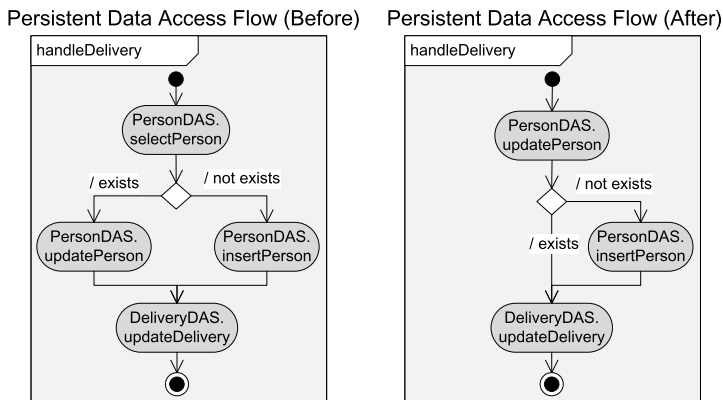 Persistent Data Access Flow (Before)
handleDelivery
PersonDAS.
selectPerson
/ exists
/ not exists
PersonDAS.
updatePerson
PersonDAS.
insertPerson
DeliveryDAS.
updateDelivery
Persistent Data Access Flow (After)
handleDelivery
PersonDAS.
updatePerson
/ not exists
/ exists
PersonDAS.
insertPerson
DeliveryDAS.
updateDelivery